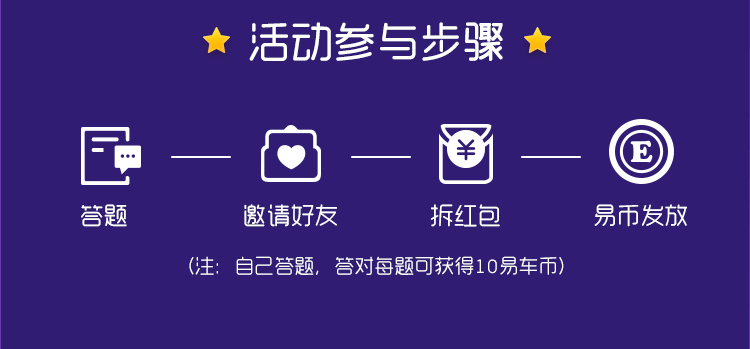 活动参与步骤
¥
E
答题
邀请好友
拆红包
易币发放
(注：自己答题，答对每题可获得10易车币)